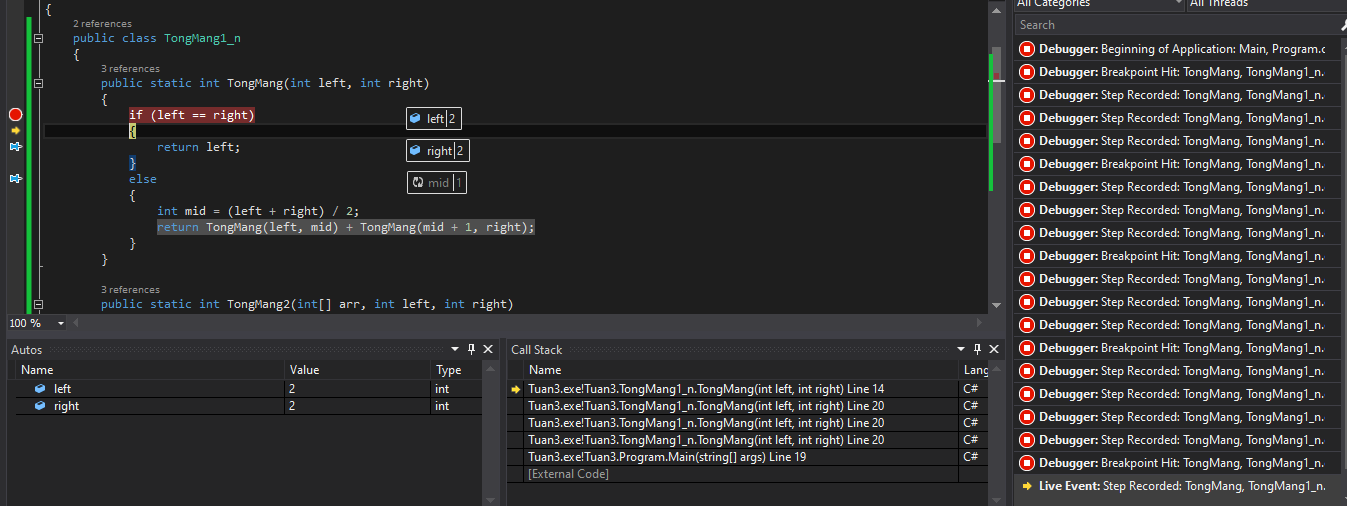 {
2 references
public class TongMang1_n
{
3 references
public static int TongMang(int left, int right)
{
if (left == right)
left 2
{
return left;
right 2
}
else
mid 1
{
int mid = (left + right) / 2;
return TongMang(left, mid) + TongMang(mid + 1, right);
}
}
3 references
public static int TongMang2(int[] arr, int left, int right)
100 %
Autos
Name Value Type
left 2 int
right 2 int
Call Stack
Name Lang
Tuan3.exe!Tuan3.TongMang1_n.TongMang(int left, int right) Line 14 C#
Tuan3.exe!Tuan3.TongMang1_n.TongMang(int left, int right) Line 20 C#
Tuan3.exe!Tuan3.TongMang1_n.TongMang(int left, int right) Line 20 C#
Tuan3.exe!Tuan3.TongMang1_n.TongMang(int left, int right) Line 20 C#
Tuan3.exe!Tuan3.Program.Main(string[] args) Line 19 C#
[External Code]
All Categories All Threads
Search
Debugger: Beginning of Application: Main, Program.c
Debugger: Breakpoint Hit: TongMang, TongMang1_n.
Debugger: Step Recorded: TongMang, TongMang1_n.
Debugger: Step Recorded: TongMang, TongMang1_n.
Debugger: Step Recorded: TongMang, TongMang1_n.
Debugger: Breakpoint Hit: TongMang, TongMang1_n.
Debugger: Step Recorded: TongMang, TongMang1_n.
Debugger: Step Recorded: TongMang, TongMang1_n.
Debugger: Step Recorded: TongMang, TongMang1_n.
Debugger: Breakpoint Hit: TongMang, TongMang1_n.
Debugger: Step Recorded: TongMang, TongMang1_n.
Debugger: Step Recorded: TongMang, TongMang1_n.
Debugger: Step Recorded: TongMang, TongMang1_n.
Debugger: Breakpoint Hit: TongMang, TongMang1_n.
Debugger: Step Recorded: TongMang, TongMang1_n.
Debugger: Step Recorded: TongMang, TongMang1_n.
Debugger: Step Recorded: TongMang, TongMang1_n.
Debugger: Step Recorded: TongMang, TongMang1_n.
Debugger: Breakpoint Hit: TongMang, TongMang1_n.
Live Event: Step Recorded: TongMang, TongMang1_n.